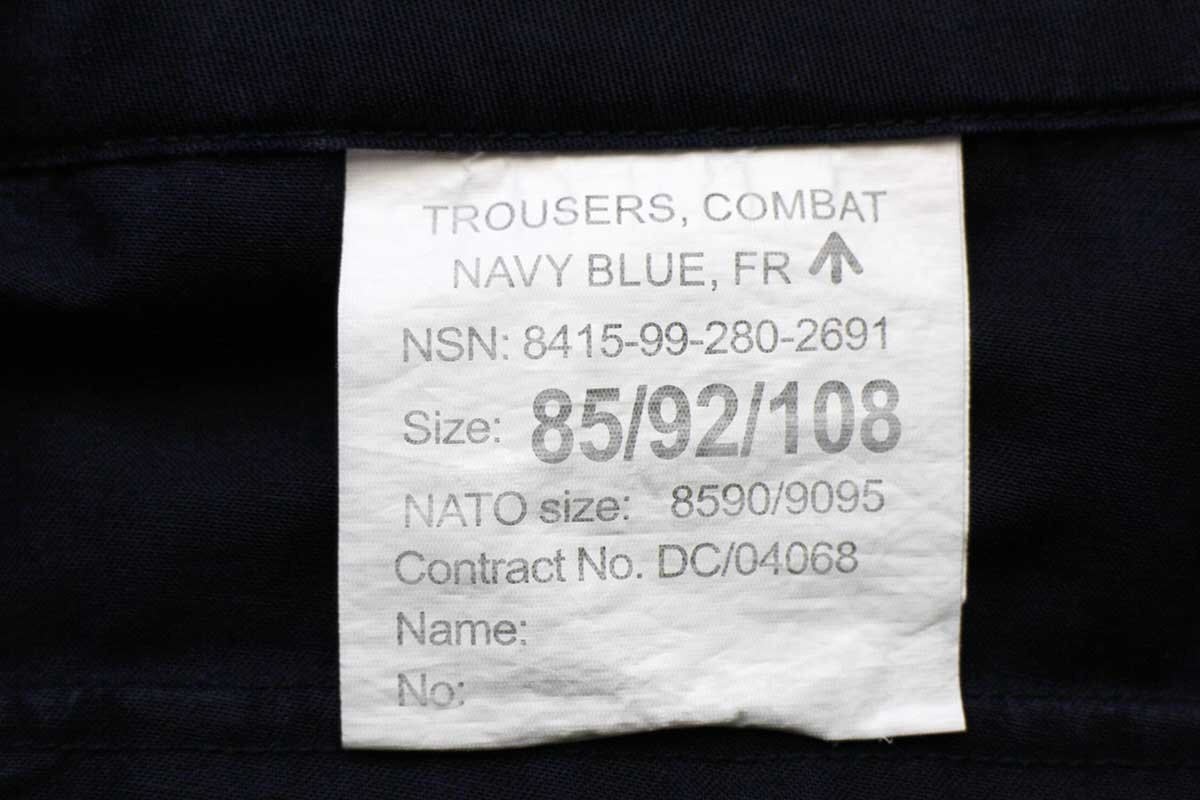 TROUSERS, COMBAT
NAVY BLUE, FR
NSN: 8415-99-280-2691
Size: 85/92/108
NATO size: 8590/9095
Contract No. DC/04068
Name:
No: